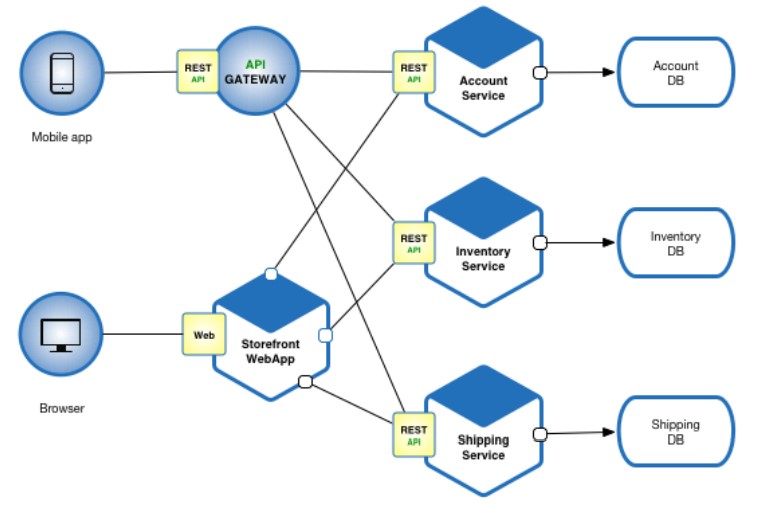 REST
API
API
GATEWAY
REST
API
Account
Service
Account
DB
Mobile app
REST
API
Inventory
Service
Inventory
DB
Web
Storefront
WebApp
Browser
REST
API
Shipping
Service
Shipping
DB